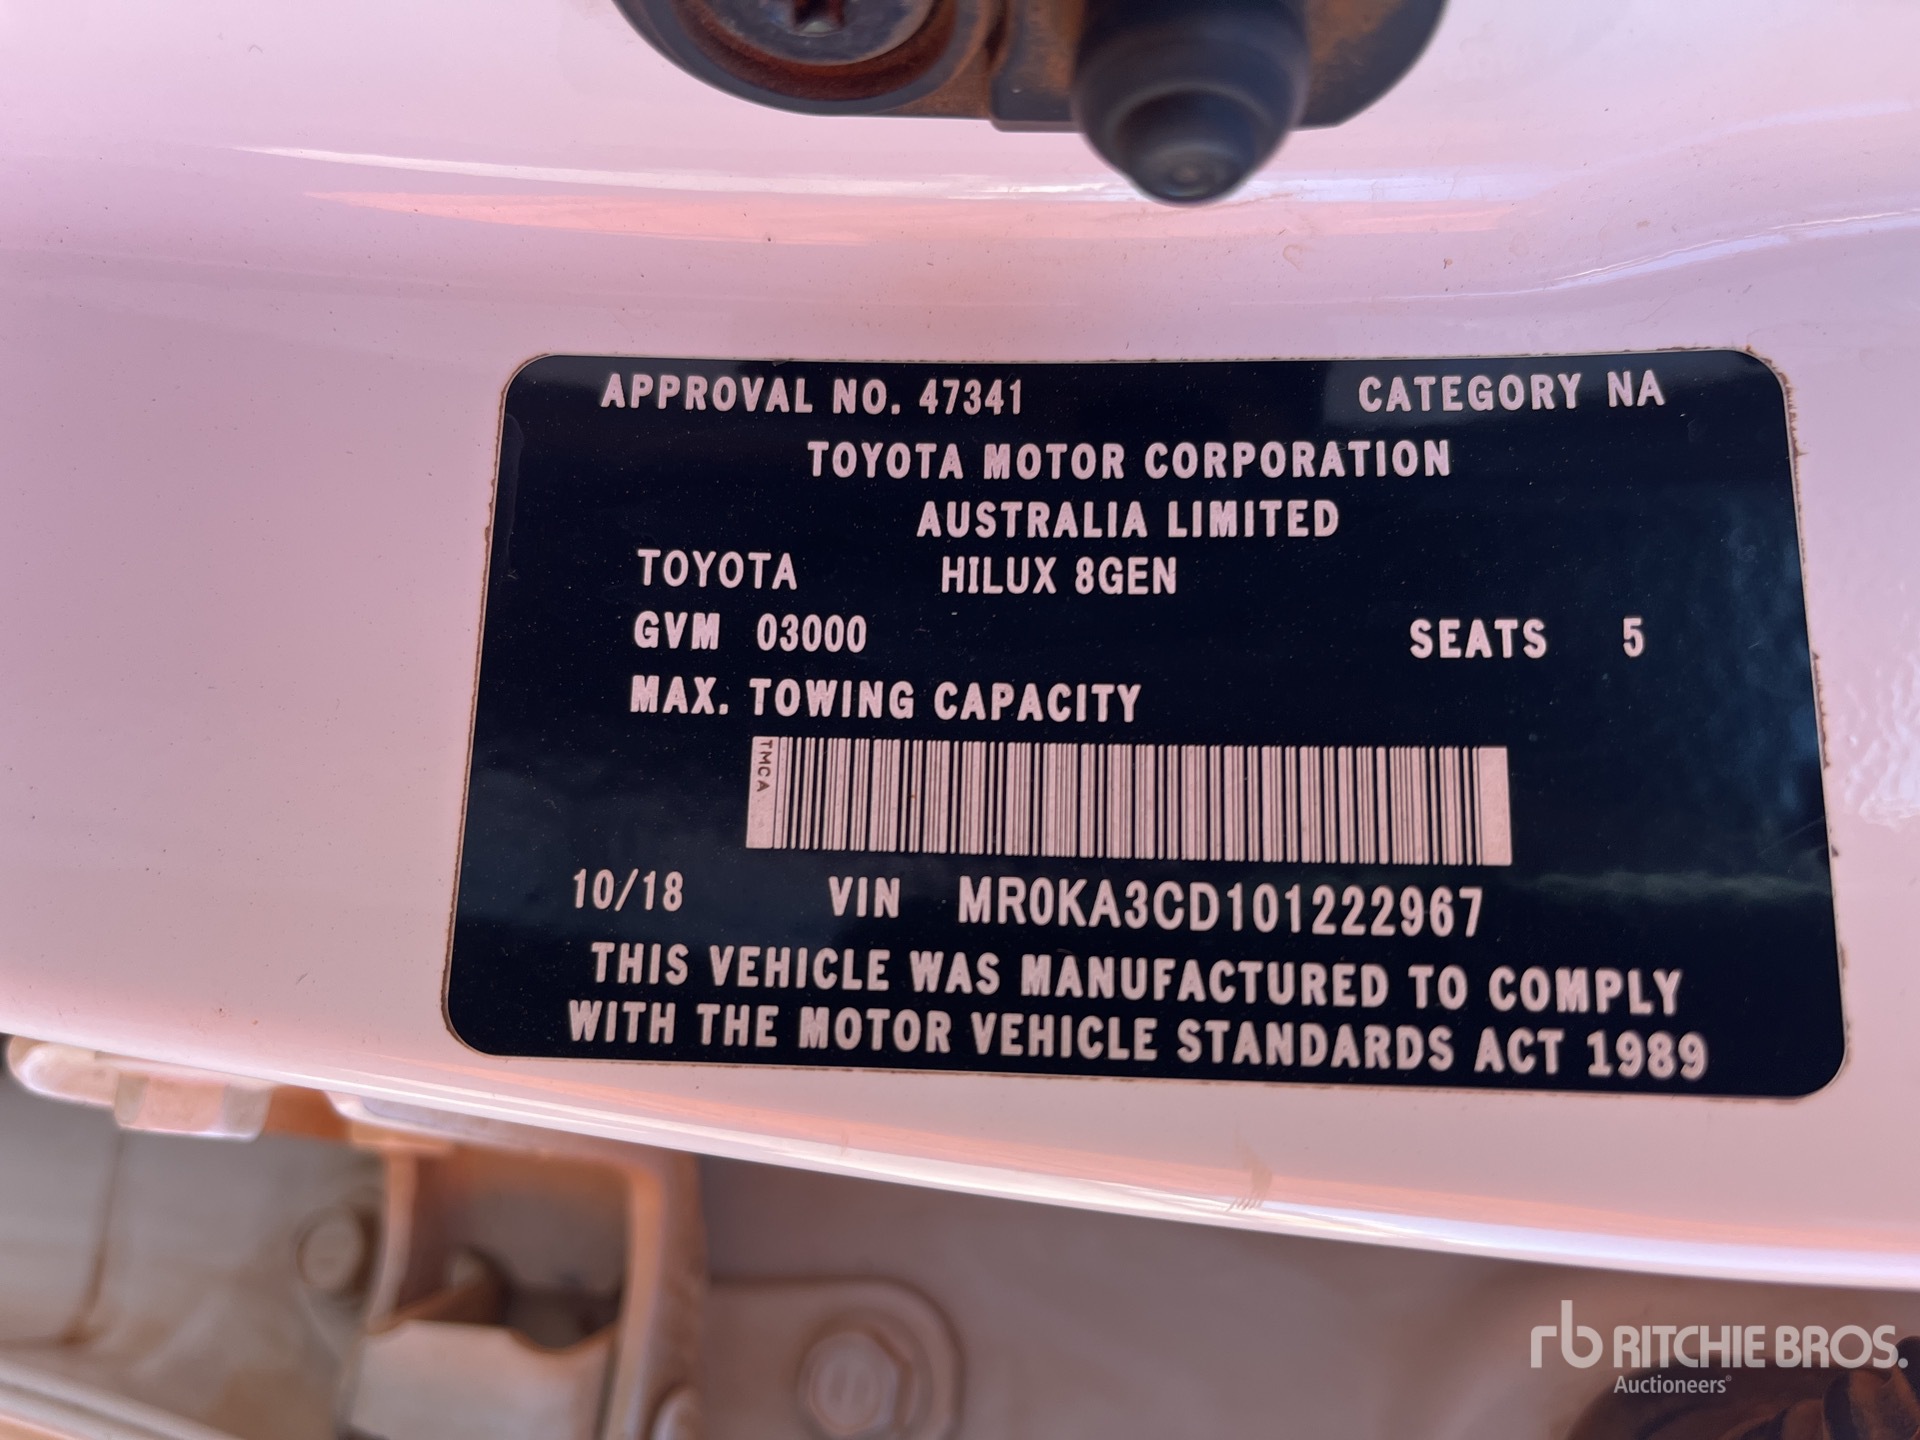 APPROVAL NO. 47341 CATEGORY NA
TOYOTA MOTOR CORPORATION
AUSTRALIA LIMITED
TOYOTA HILUX 8GEN
GVM 03000 SEATS 5
MAX. TOWING CAPACITY
TMCA
10/18 VIN MR0KA3CD101222967
THIS VEHICLE WAS MANUFACTURED TO COMPLY
WITH THE MOTOR VEHICLE STANDARDS ACT 1989
rb RITCHIE BROS.
Auctioneers